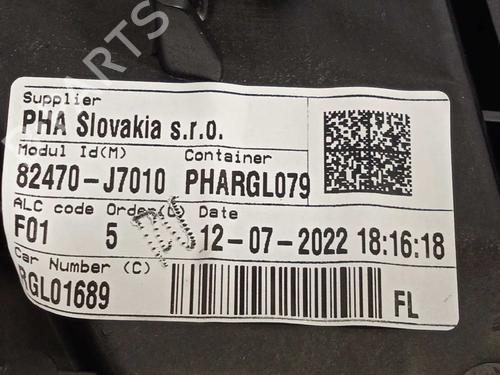 PARTS
Supplier
PHA Slovakia s.r.o.
Modul Id(M) Container
82470-J7010 PHARGL079
ALC code Date
F01 5 12-07-2022 18:16:18
Car Number (C)
RGL01689
FL